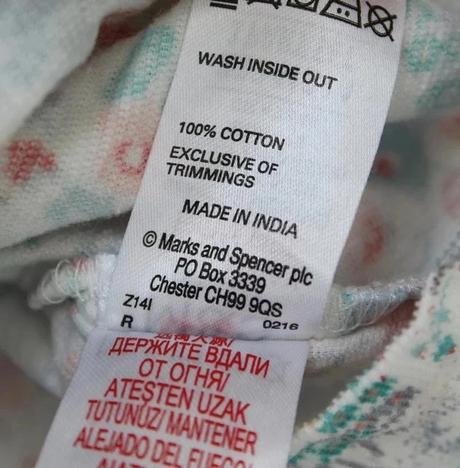 WASH INSIDE OUT
100% COTTON
EXCLUSIVE OF
TRIMMINGS
MADE IN INDIA
© Marks and Spencer plc
PO Box 3339
Chester CH99 9QS
Z14I
R 0216
ДЕРЖИТЕ ВДАЛИ
ОТ ОГНЯ/
ATEŞTEN UZAK
TUTUNUZ/ MANTENER
ALEJADO DEL FUEGO/